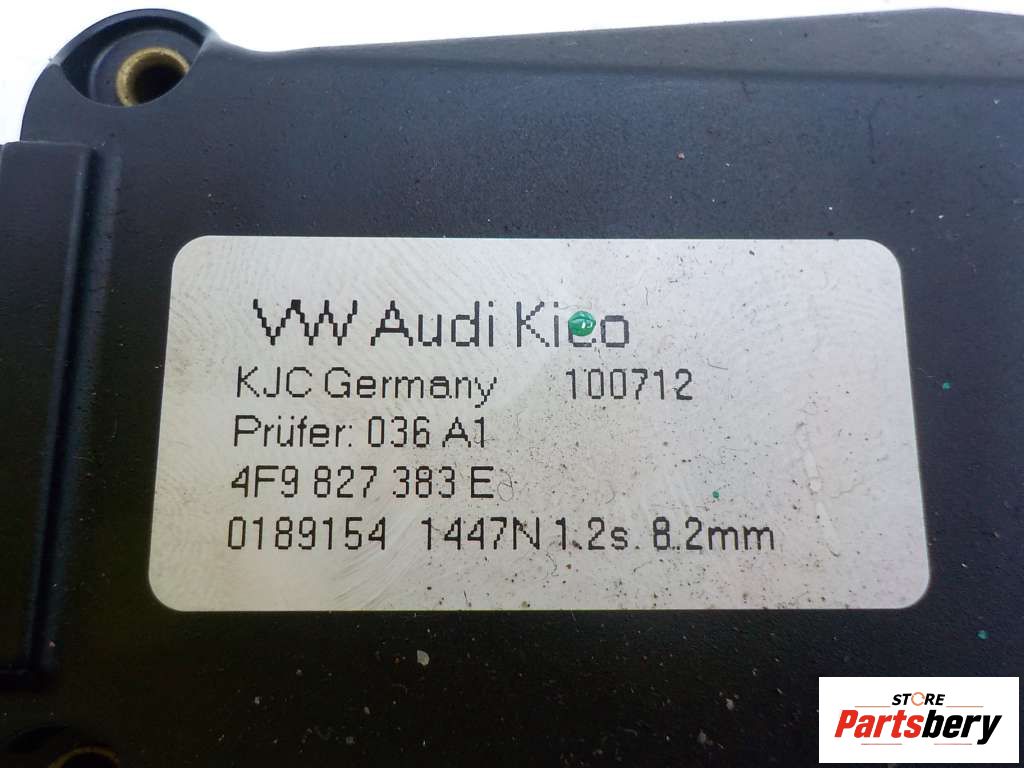 VW Audi Kico
KJC Germany 100712
Prüfer: 036 A1
4F9 827 383 E
0189154 1447N 1.2s. 8.2mm
STORE
Partsbery